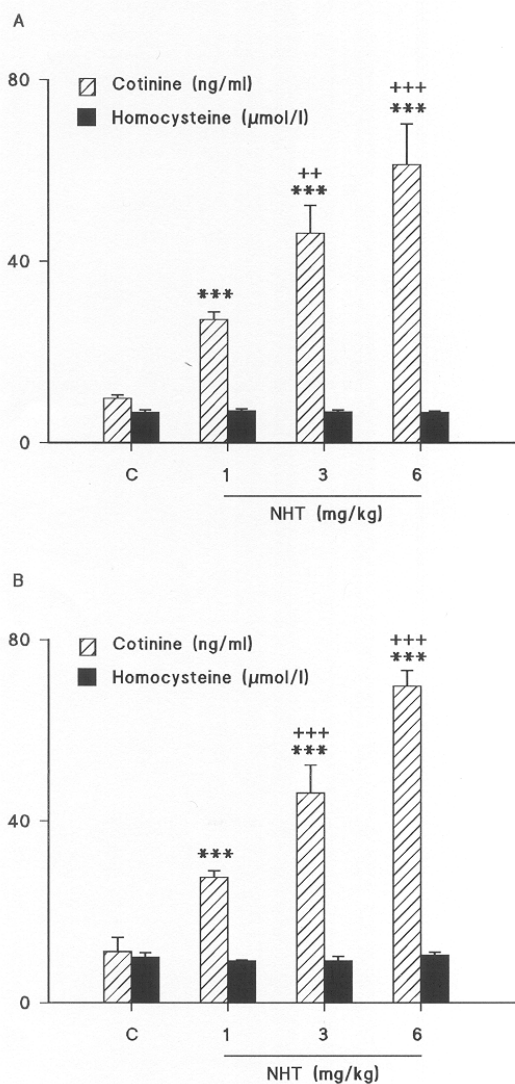 A
80
Cotinine (ng/ml)
Homocysteine (µmol/l)
+++
***
++
***
40
***
0
C 1 3 6
NHT (mg/kg)
B
80
Cotinine (ng/ml)
Homocysteine (µmol/l)
+++
***
+++
***
40
***
0
C 1 3 6
NHT (mg/kg)